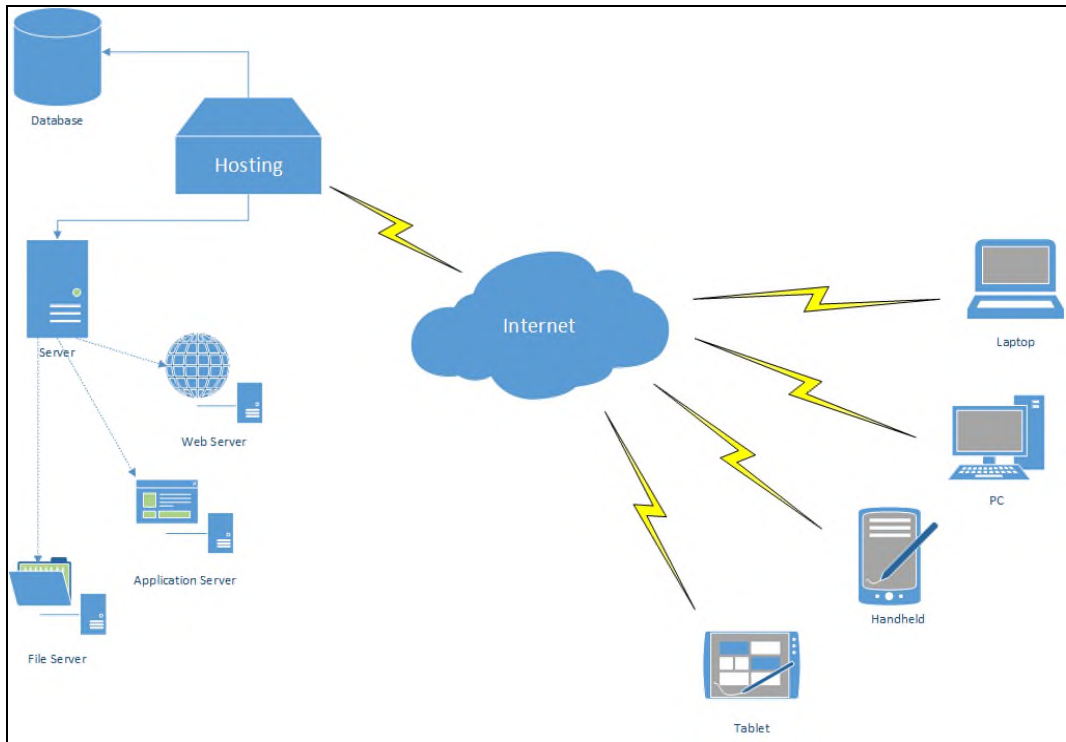 Database
Hosting
Server
Web Server
Application Server
File Server
Internet
Laptop
PC
Handheld
Tablet